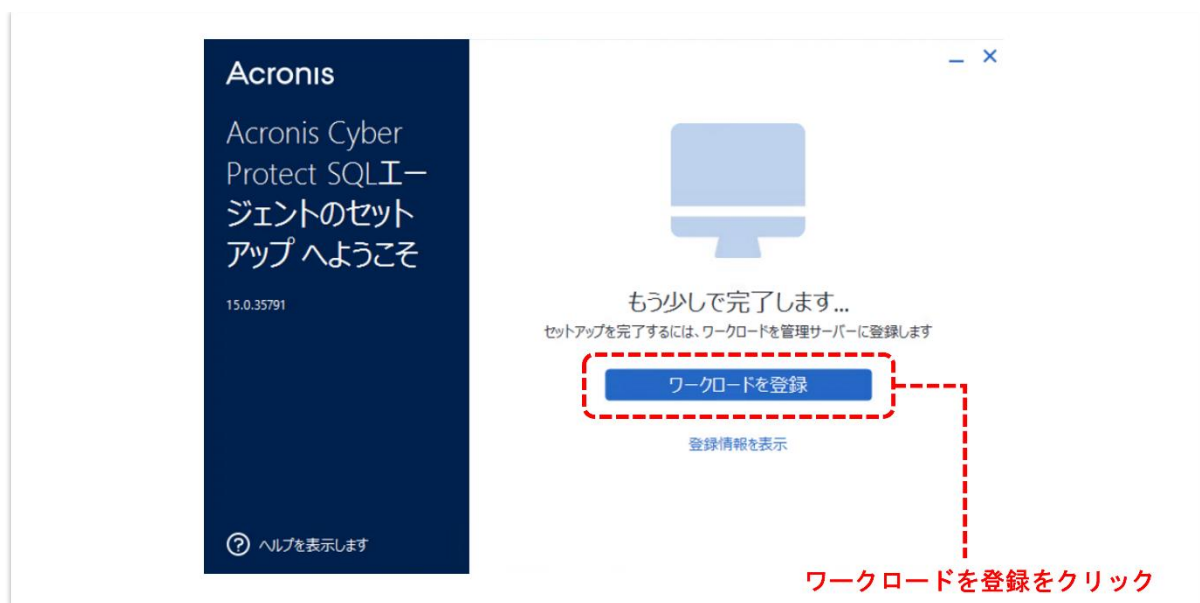 Acronis
Acronis Cyber
Protect SQLエー
ジェントのセット
アップ へようこそ
15.0.35791
もう少しで完了します...
セットアップを完了するには、ワークロードを管理サーバーに登録します
ワークロードを登録
登録情報を表示
ヘルプを表示します
ワークロードを登録をクリック